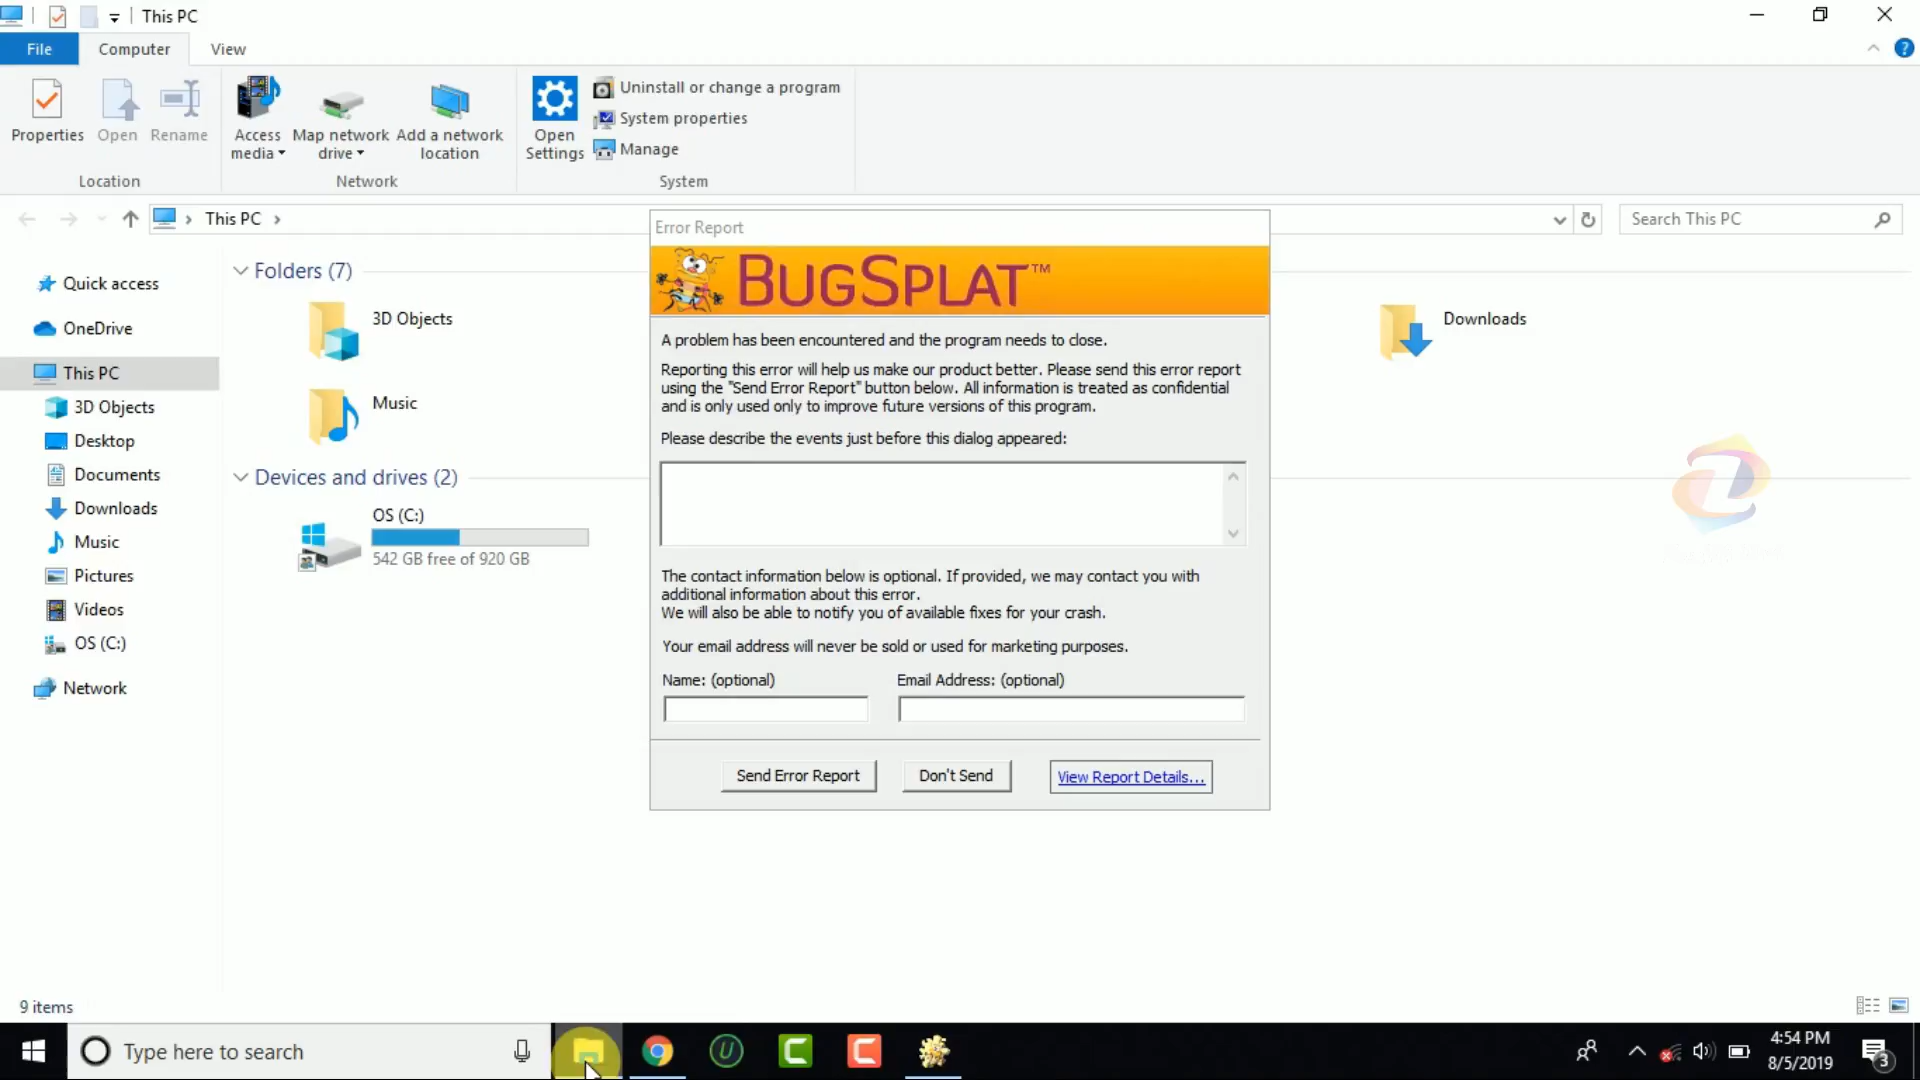 This PC
File
Computer
View
Properties
Open
Rename
Access media
Map network drive
Add a network location
Open Settings
Uninstall or change a program
System properties
Manage
Location
Network
System
This PC
Search This PC
Quick access
OneDrive
This PC
3D Objects
Desktop
Documents
Downloads
Music
Pictures
Videos
OS (C:)
Network
Folders (7)
3D Objects
Downloads
Music
Devices and drives (2)
OS (C:)
542 GB free of 920 GB
Error Report
BUGSPLAT™
A problem has been encountered and the program needs to close.
Reporting this error will help us make our product better. Please send this error report
using the "Send Error Report" button below. All information is treated as confidential
and is only used only to improve future versions of this program.
Please describe the events just before this dialog appeared:
The contact information below is optional. If provided, we may contact you with
additional information about this error.
We will also be able to notify you of available fixes for your crash.
Your email address will never be sold or used for marketing purposes.
Name: (optional)
Email Address: (optional)
Send Error Report
Don't Send
View Report Details...
9 items
Type here to search
4:54 PM
8/5/2019
3